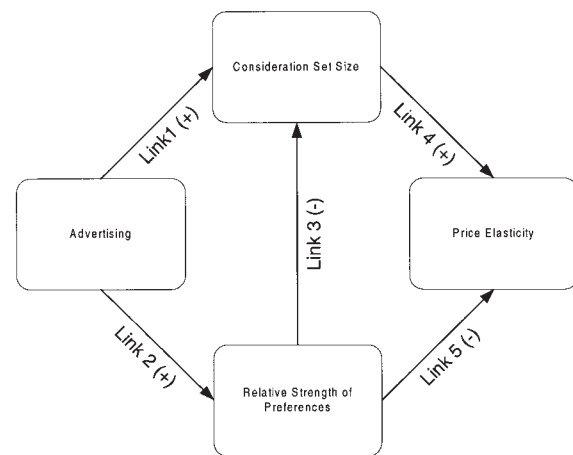 Consideration Set Size
Link1 (+)
Link 4 (+)
Advertising
Link 3 (-)
Price Elasticity
Link 2 (+)
Link 5 (-)
Relative Strength of
Preferences